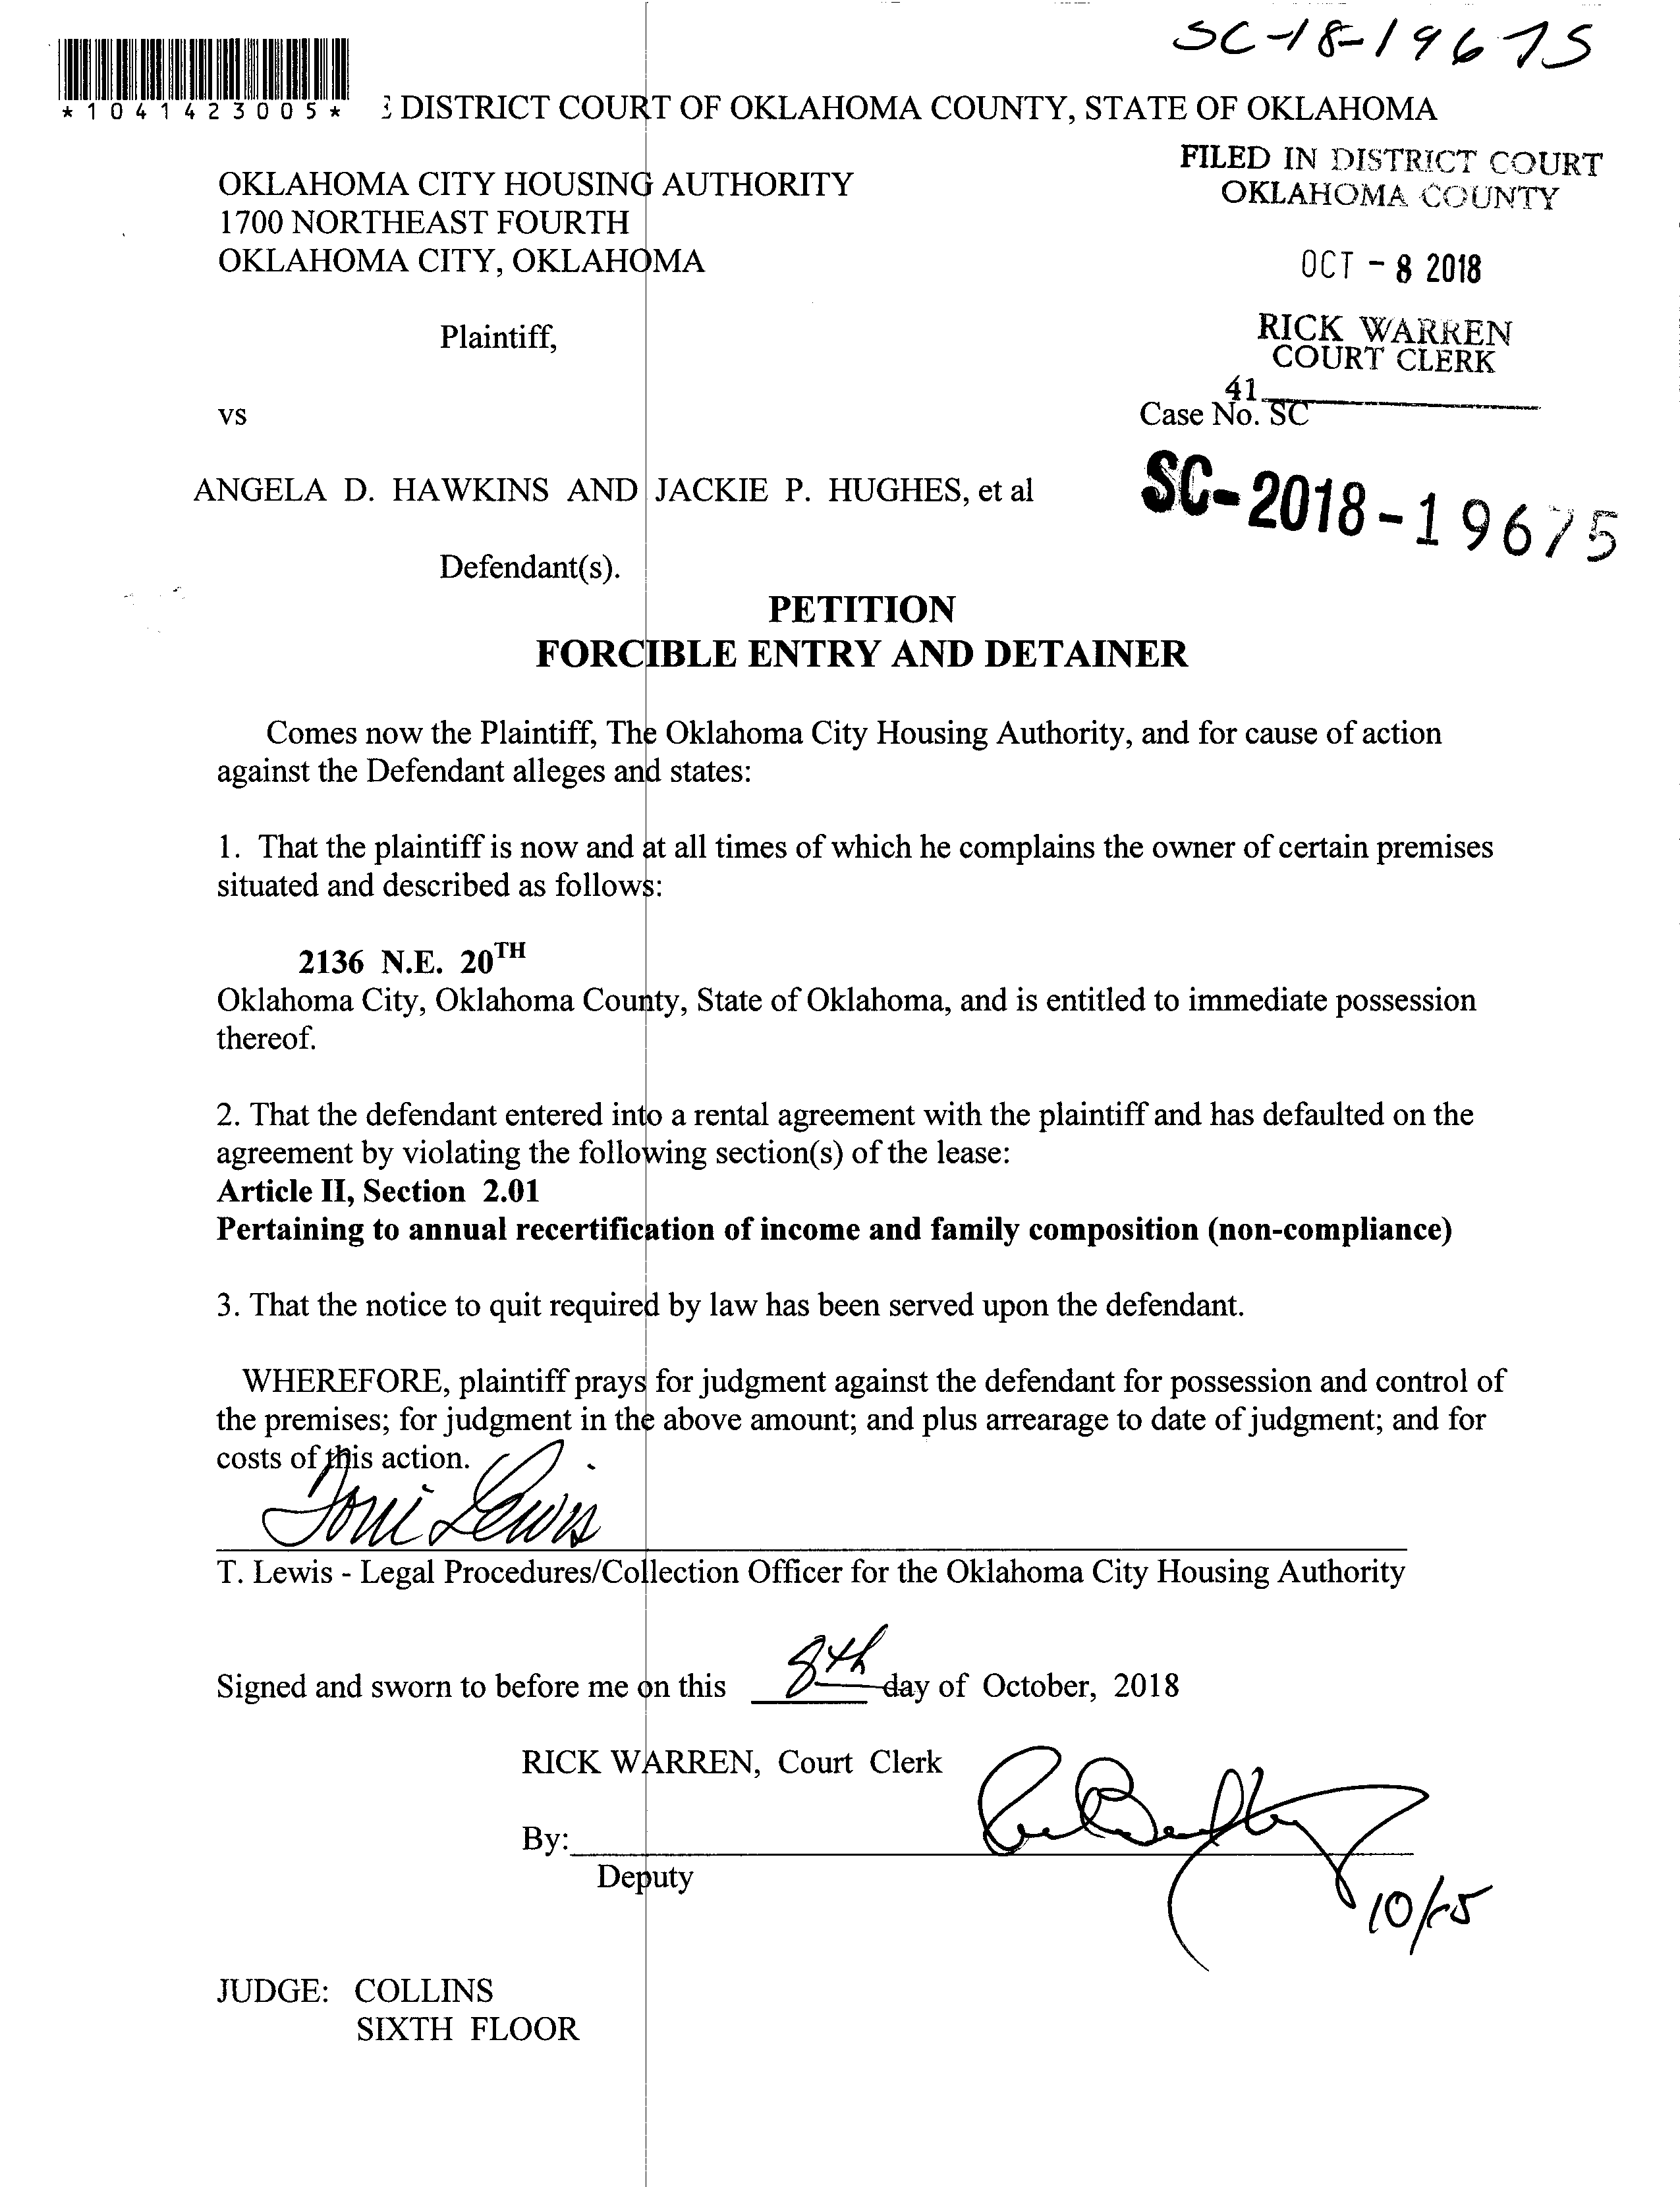 SC-18-19675
*1041423005*
DISTRICT COURT OF OKLAHOMA COUNTY, STATE OF OKLAHOMA
FILED IN DISTRICT COURT
OKLAHOMA COUNTY
OKLAHOMA CITY HOUSING AUTHORITY
1700 NORTHEAST FOURTH
OKLAHOMA CITY, OKLAHOMA
OCT - 8 2018
Plaintiff,
RICK WARREN
COURT CLERK
41
vs
Case No. SC
ANGELA D. HAWKINS AND JACKIE P. HUGHES, et al
SC-2018-19675
Defendant(s).
PETITION
FORCIBLE ENTRY AND DETAINER
Comes now the Plaintiff, The Oklahoma City Housing Authority, and for cause of action
against the Defendant alleges and states:
1. That the plaintiff is now and at all times of which he complains the owner of certain premises
situated and described as follows:
2136 N.E. 20TH
Oklahoma City, Oklahoma County, State of Oklahoma, and is entitled to immediate possession
thereof.
2. That the defendant entered into a rental agreement with the plaintiff and has defaulted on the
agreement by violating the following section(s) of the lease:
Article II, Section 2.01
Pertaining to annual recertification of income and family composition (non-compliance)
3. That the notice to quit required by law has been served upon the defendant.
WHEREFORE, plaintiff prays for judgment against the defendant for possession and control of
the premises; for judgment in the above amount; and plus arrearage to date of judgment; and for
costs of this action.
Toni Lewis
T. Lewis - Legal Procedures/Collection Officer for the Oklahoma City Housing Authority
Signed and sworn to before me on this 8th day of October, 2018
RICK WARREN, Court Clerk
By:
Deputy
JUDGE: COLLINS
SIXTH FLOOR